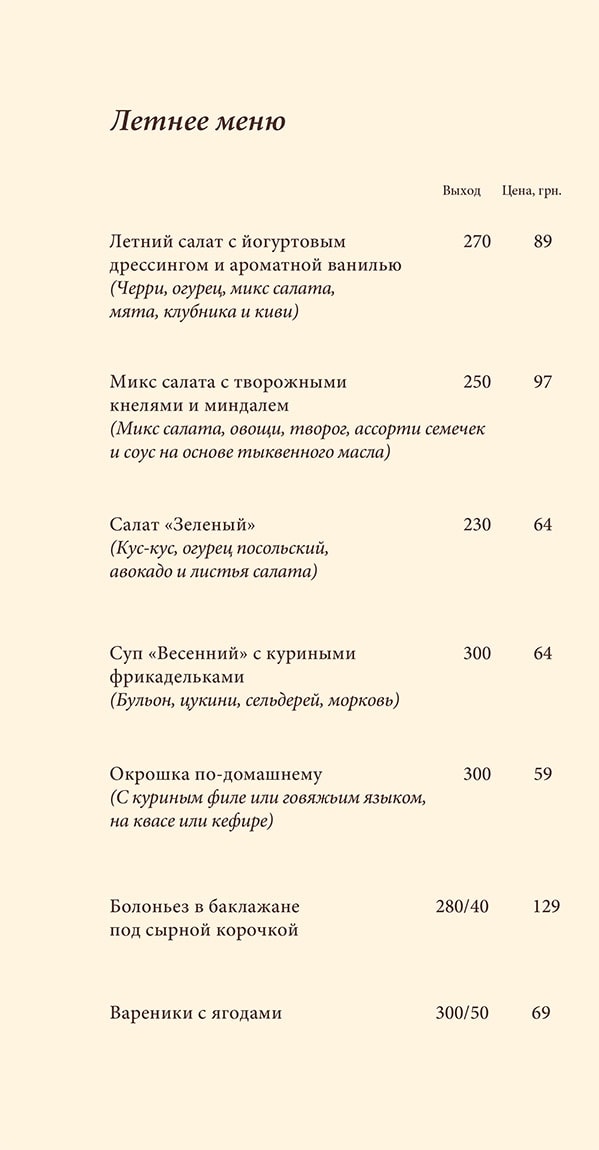 Летнее меню
Выход Цена, грн.
Летний салат с йогуртовым 270 89
дрессингом и ароматной ванилью
(Черри, огурец, микс салата,
мята, клубника и киви)
Микс салата с творожными 250 97
кнелями и миндалем
(Микс салата, овощи, творог, ассорти семечек
и соус на основе тыквенного масла)
Салат «Зеленый» 230 64
(Кус-кус, огурец посольский,
авокадо и листья салата)
Суп «Весенний» с куриными 300 64
фрикадельками
(Бульон, цукини, сельдерей, морковь)
Окрошка по-домашнему 300 59
(С куриным филе или говяжьим языком,
на квасе или кефире)
Болоньез в баклажане 280/40 129
под сырной корочкой
Вареники с ягодами 300/50 69